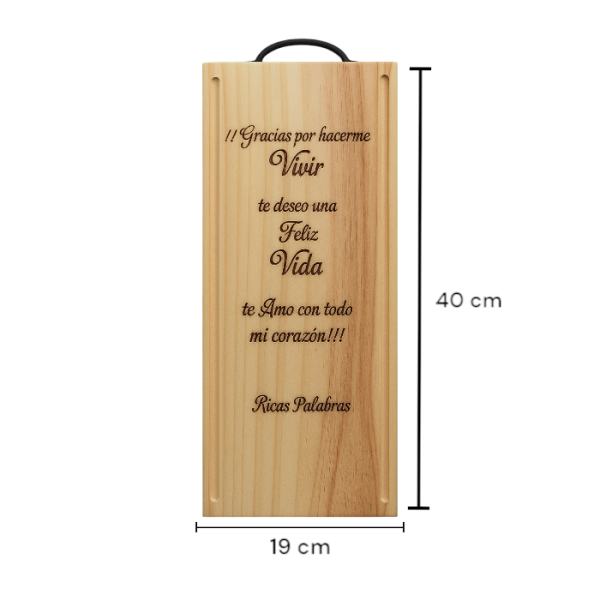 !! Gracias por hacerme
Vivir
te deseo una
Feliz
Vida
te Amo con todo
mi corazón!!!
Ricas Palabras
40 cm
19 cm